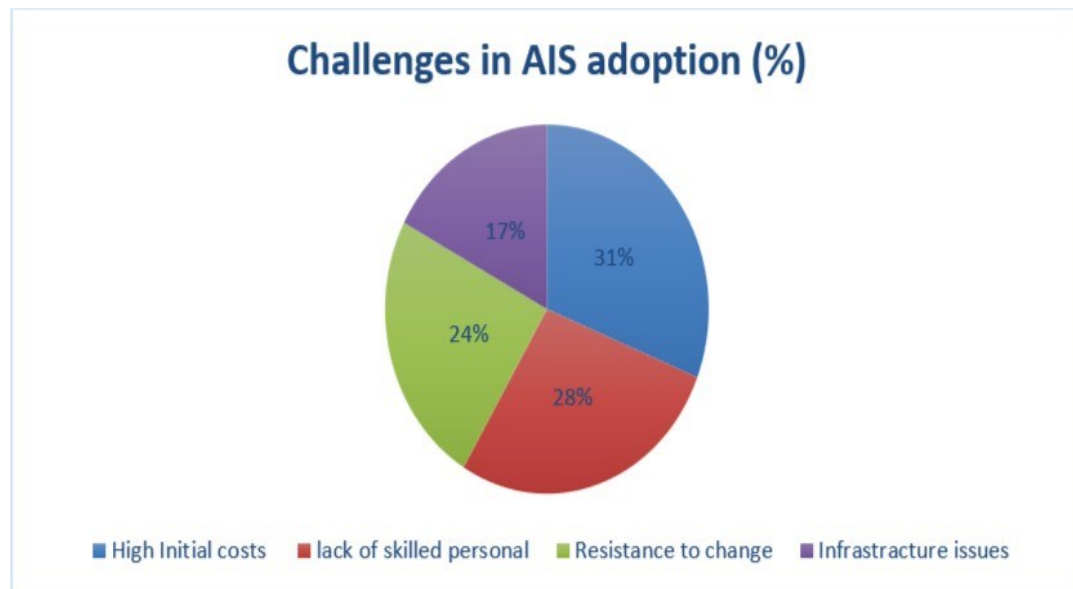 Challenges in AIS adoption (%)
17%
31%
24%
28%
High Initial costs lack of skilled personal Resistance to change Infrastracture issues